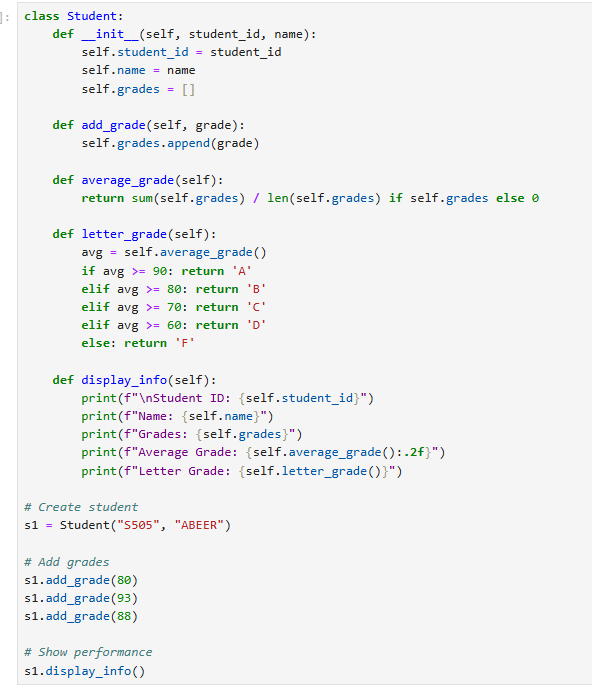 ]:
class Student:
    def __init__(self, student_id, name):
        self.student_id = student_id
        self.name = name
        self.grades = []

    def add_grade(self, grade):
        self.grades.append(grade)

    def average_grade(self):
        return sum(self.grades) / len(self.grades) if self.grades else 0

    def letter_grade(self):
        avg = self.average_grade()
        if avg >= 90: return 'A'
        elif avg >= 80: return 'B'
        elif avg >= 70: return 'C'
        elif avg >= 60: return 'D'
        else: return 'F'

    def display_info(self):
        print(f"\nStudent ID: {self.student_id}")
        print(f"Name: {self.name}")
        print(f"Grades: {self.grades}")
        print(f"Average Grade: {self.average_grade():.2f}")
        print(f"Letter Grade: {self.letter_grade()}")

# Create student
s1 = Student("S505", "ABEER")

# Add grades
s1.add_grade(80)
s1.add_grade(93)
s1.add_grade(88)

# Show performance
s1.display_info()